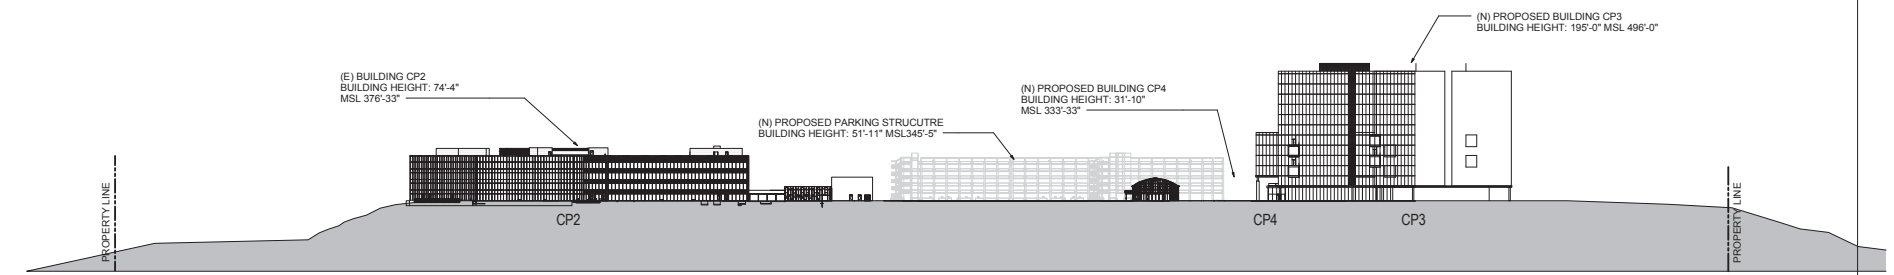 (N) PROPOSED BUILDING CP3
BUILDING HEIGHT: 195'-0" MSL 496'-0"
(E) BUILDING CP2
BUILDING HEIGHT: 74'-4"
MSL 376'-33"
(N) PROPOSED BUILDING CP4
BUILDING HEIGHT: 31'-10"
MSL 333'-33"
(N) PROPOSED PARKING STRUCUTRE
BUILDING HEIGHT: 51'-11" MSL345'-5"
PROPERTY LINE
CP2
CP4
CP3
PROPERTY LINE